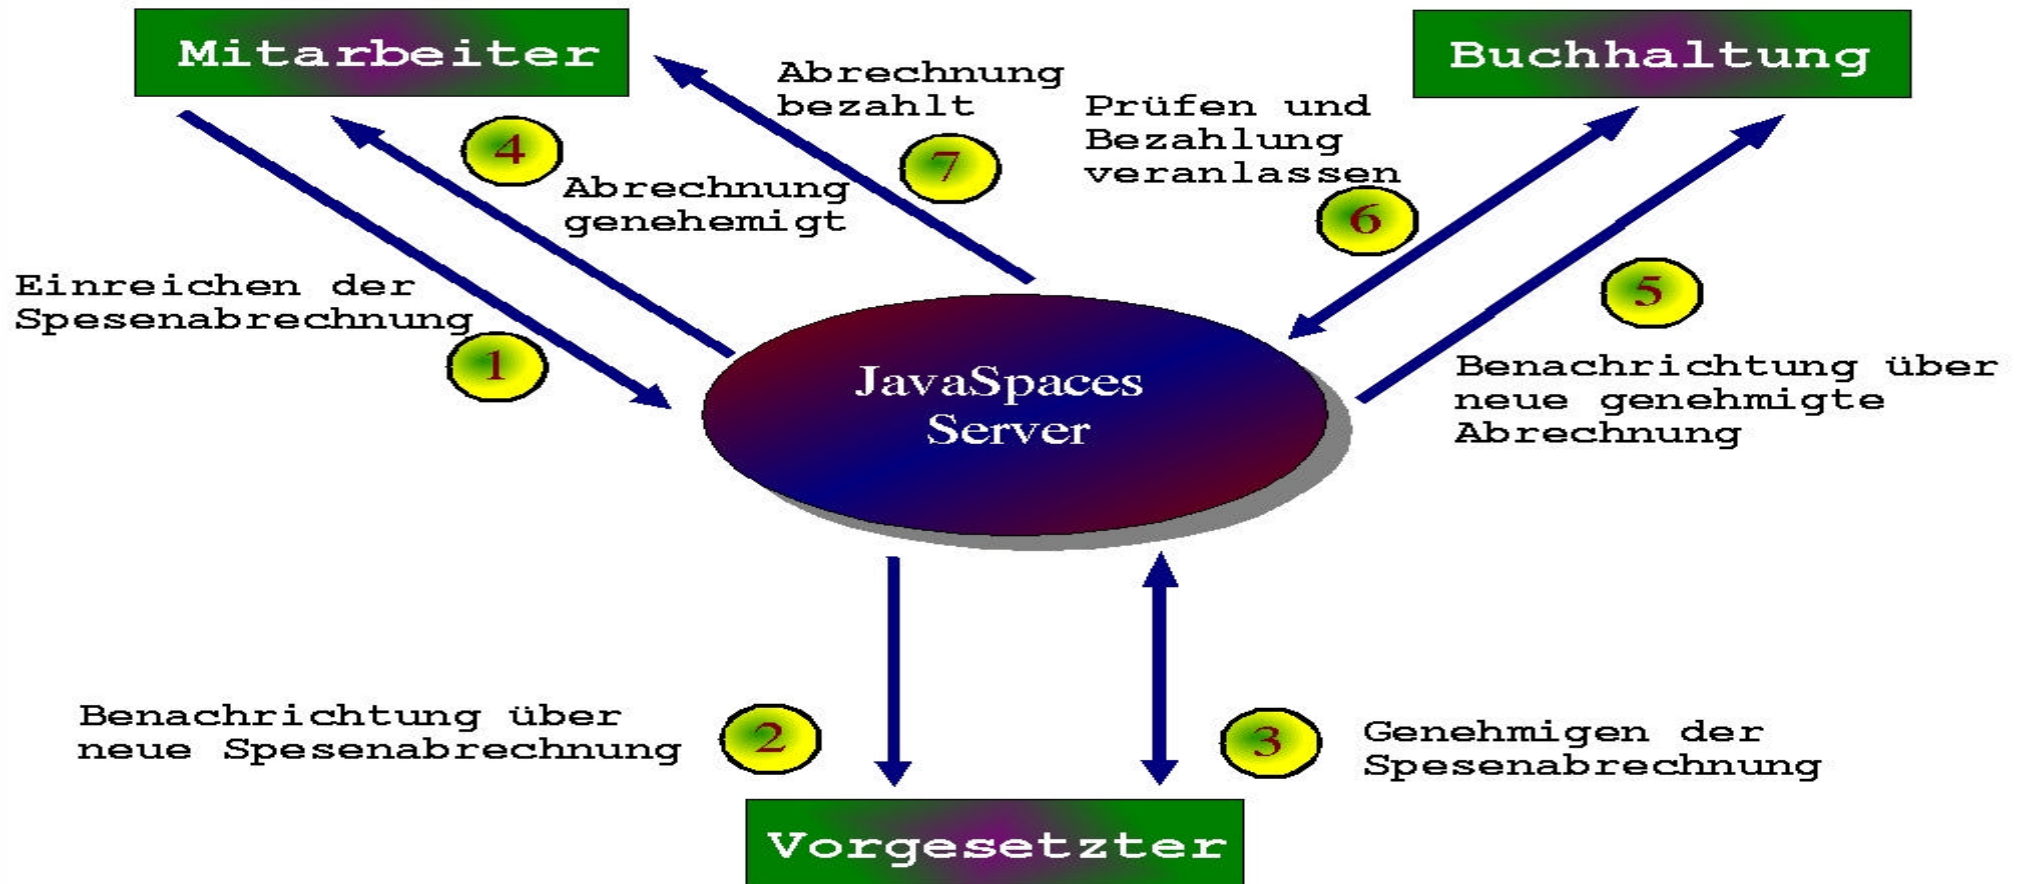 Mitarbeiter
Buchhaltung
Abrechnung
bezahlt
7
Prüfen und
Bezahlung
veranlassen
6
4
Abrechnung
genehemigt
Einreichen der
Spesenabrechnung
1
5
Benachrichtung über
neue genehmigte
Abrechnung
JavaSpaces
Server
Benachrichtung über
neue Spesenabrechnung
2
3
Genehmigen der
Spesenabrechnung
Vorgesetzter